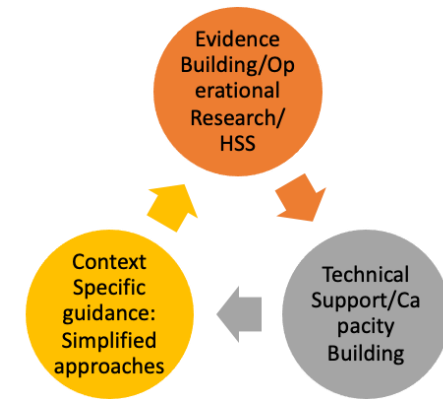 Evidence
Building/Op
erational
Research/
HSS
Technical
Support/Ca
pacity
Building
Context
Specific
guidance:
Simplified
approaches